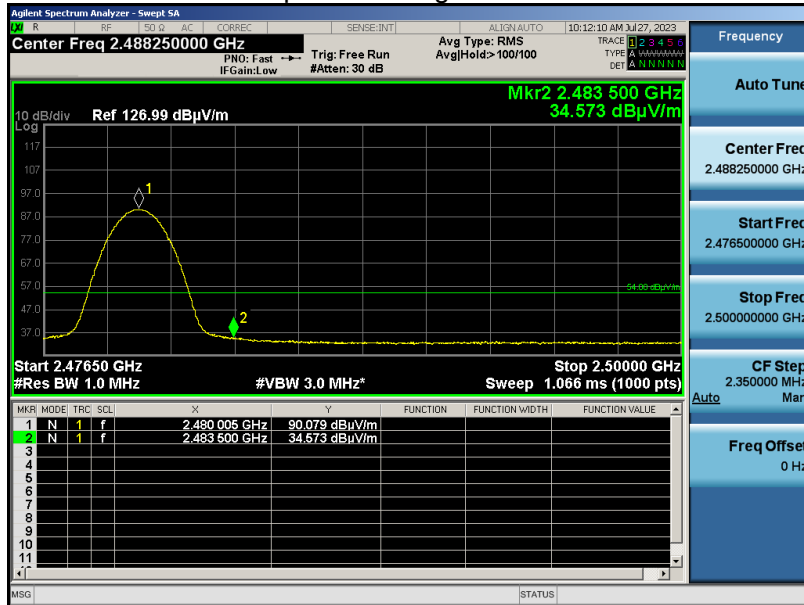 Agilent Spectrum Analyzer - Swept SA
LXI R RF 50 Ω AC CORREC SENSE:INT ALIGN AUTO 10:12:10 AM Jul 27, 2023
Center Freq 2.488250000 GHz
PNO: Fast
IFGain:Low
Trig: Free Run
#Atten: 30 dB
Avg Type: RMS
Avg|Hold:>100/100
TRACE 1 2 3 4 5 6
TYPE A
DET A N N N N N
Mkr2 2.483 500 GHz
34.573 dBµV/m
10 dB/div Ref 126.99 dBµV/m
Log
117
107
97.0
87.0
77.0
67.0
57.0
47.0
37.0
1
2
54.00 dBµV/m
Start 2.47650 GHz Stop 2.50000 GHz
#Res BW 1.0 MHz #VBW 3.0 MHz* Sweep 1.066 ms (1000 pts)
MKR MODE TRC SCL X Y FUNCTION FUNCTION WIDTH FUNCTION VALUE
1 N 1 f 2.480 005 GHz 90.079 dBµV/m
2 N 1 f 2.483 500 GHz 34.573 dBµV/m
3
4
5
6
7
8
9
10
11
MSG STATUS
Frequency
Auto Tune
Center Freq
2.488250000 GHz
Start Freq
2.476500000 GHz
Stop Freq
2.500000000 GHz
CF Step
2.350000 MHz
Auto Man
Freq Offset
0 Hz